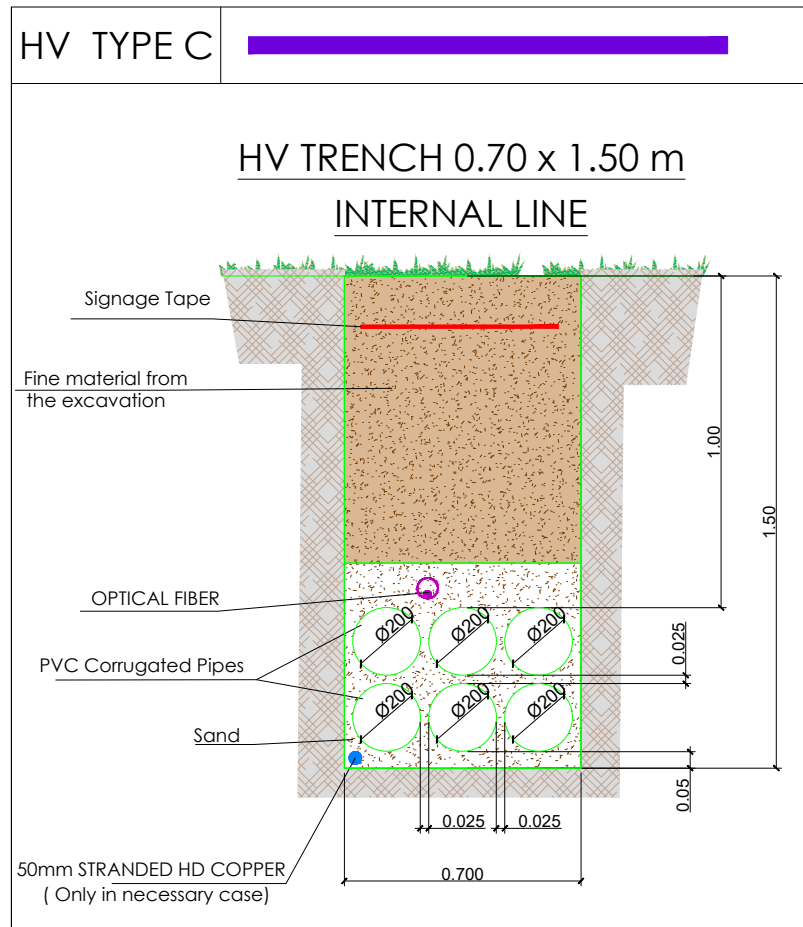 HV TYPE C
HV TRENCH 0.70 x 1.50 m
INTERNAL LINE
Signage Tape
Fine material from
the excavation
1.00
1.50
OPTICAL FIBER
Ø200
Ø200
Ø200
PVC Corrugated Pipes
0.025
Ø200
Ø200
Ø200
Sand
0.05
0.025
0.025
50mm STRANDED HD COPPER
( Only in necessary case)
0.700